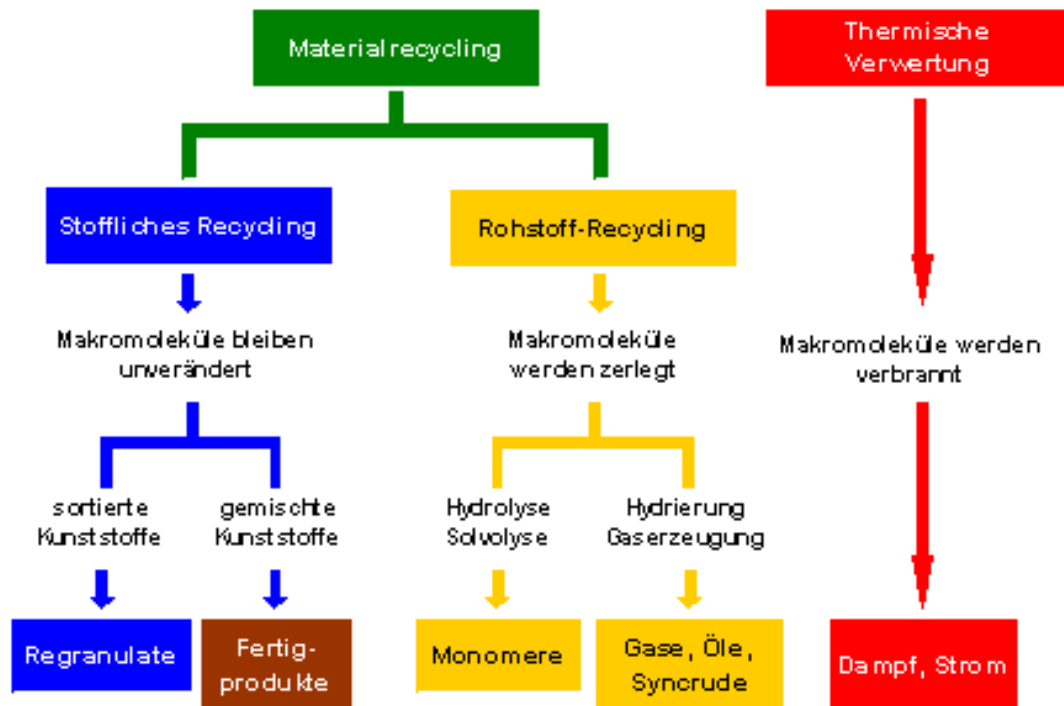 Materialrecycling
Thermische
Verwertung
Stoffliches Recycling
Rohstoff-Recycling
Makromoleküle bleiben
unverändert
Makromoleküle
werden zerlegt
Makromoleküle werden
verbrannt
sortierte
Kunststoffe
gemischte
Kunststoffe
Hydrolyse
Solvolyse
Hydrierung
Gaserzeugung
Regranulate
Fertig-
produkte
Monomere
Gase, Öle,
Syncrude
Dampf, Strom